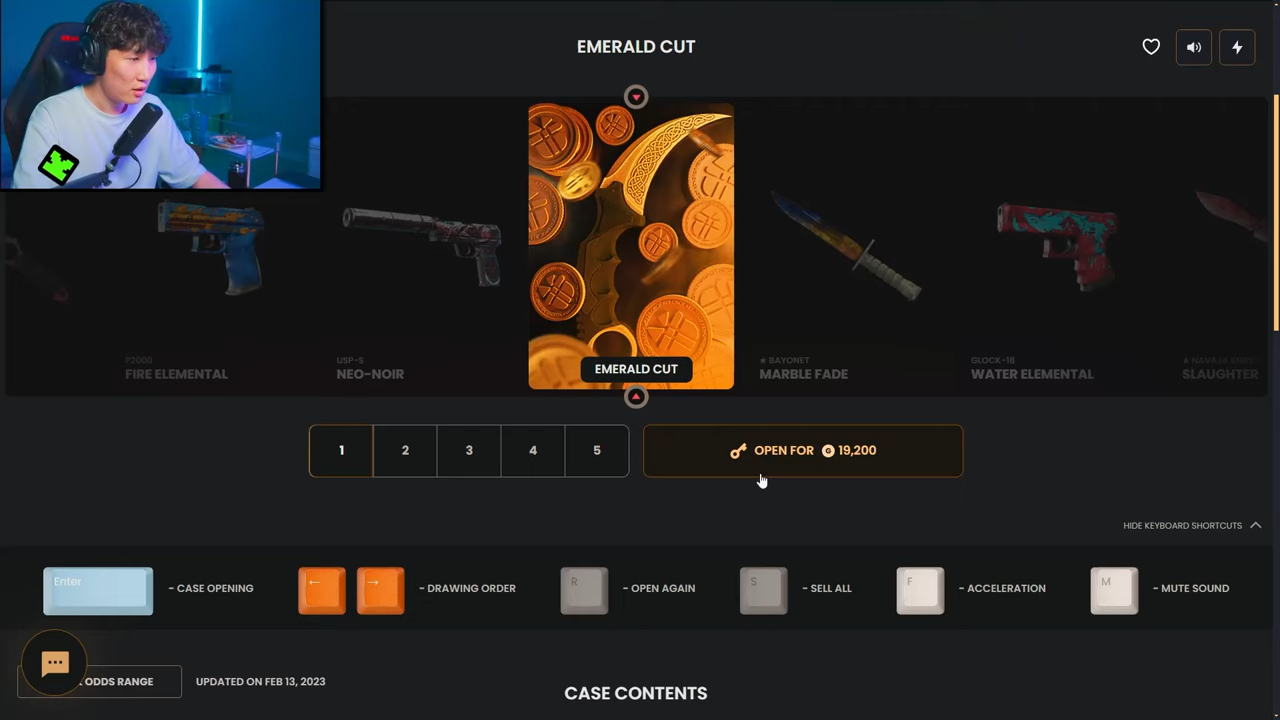 EMERALD CUT
P2000
FIRE ELEMENTAL
USP-S
NEO-NOIR
EMERALD CUT
★ BAYONET
MARBLE FADE
GLOCK-18
WATER ELEMENTAL
SLAUGHTER
1 2 3 4 5
OPEN FOR 19,200
HIDE KEYBOARD SHORTCUTS
Enter - CASE OPENING
← → - DRAWING ORDER
R - OPEN AGAIN
S - SELL ALL
F - ACCELERATION
M - MUTE SOUND
ODDS RANGE
UPDATED ON FEB 13, 2023
CASE CONTENTS